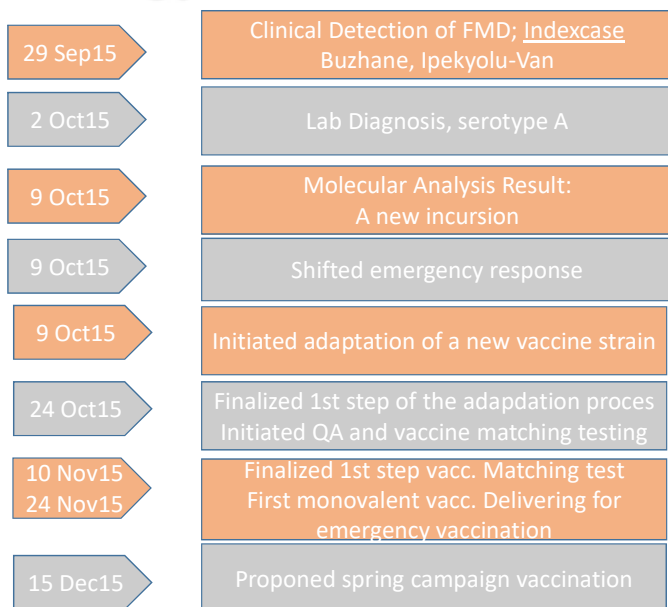 29 Sep15
Clinical Detection of FMD; Indexcase
Buzhane, Ipekyolu-Van
2 Oct15
Lab Diagnosis, serotype A
9 Oct15
Molecular Analysis Result:
A new incursion
9 Oct15
Shifted emergency response
9 Oct15
Initiated adaptation of a new vaccine strain
24 Oct15
Finalized 1st step of the adapdation proces
Initiated QA and vaccine matching testing
10 Nov15
24 Nov15
Finalized 1st step vacc. Matching test
First monovalent vacc. Delivering for
emergency vaccination
15 Dec15
Proponed spring campaign vaccination